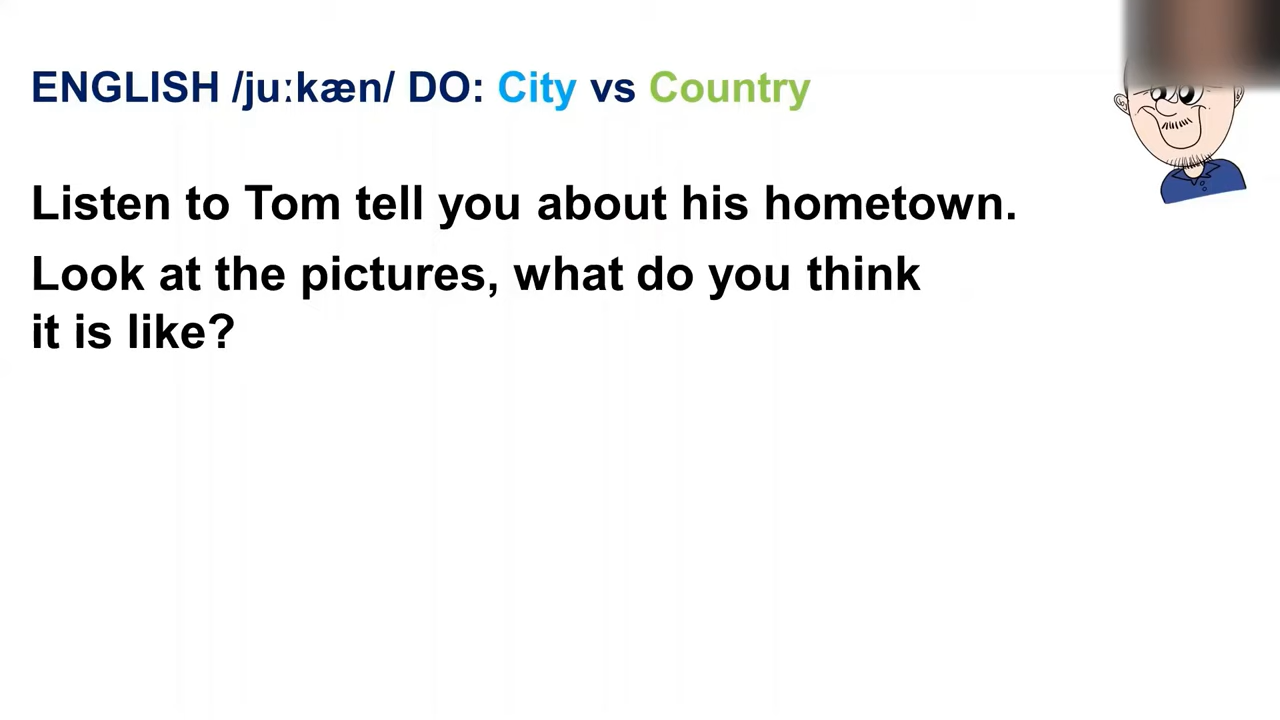 ENGLISH /juːkæn/ DO: City vs Country
Listen to Tom tell you about his hometown.
Look at the pictures, what do you think
it is like?